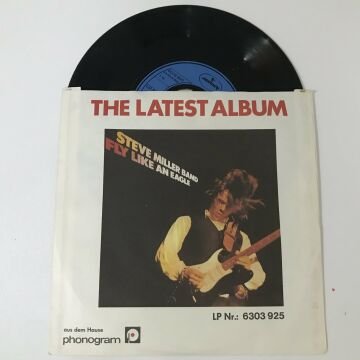 THE LATEST ALBUM
STEVE MILLER BAND
FLY LIKE AN EAGLE
LP Nr.: 6303 925
aus dem Hause
phonogram